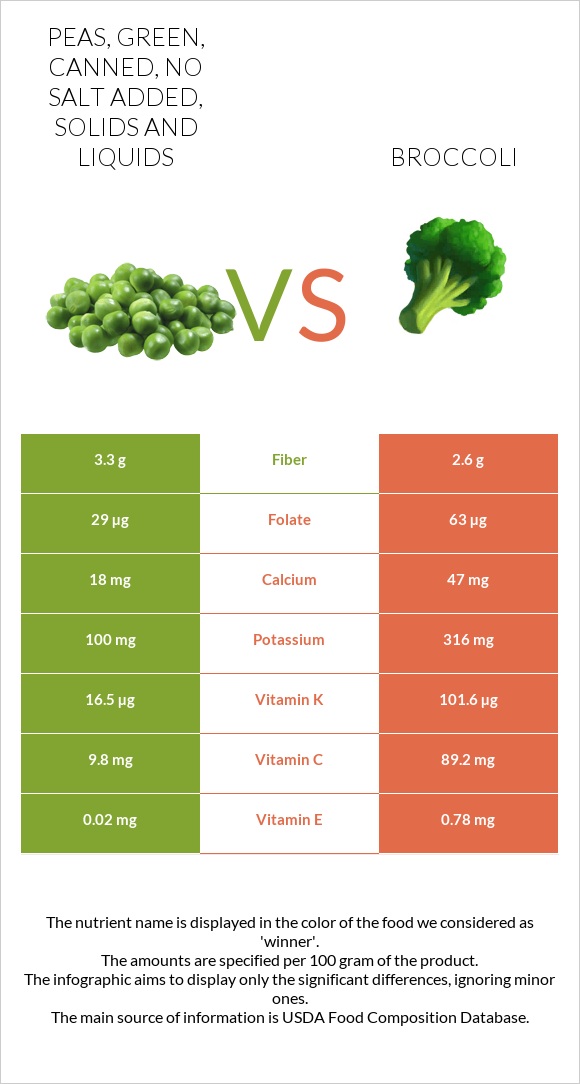 PEAS, GREEN,
CANNED, NO
SALT ADDED,
SOLIDS AND
LIQUIDS
BROCCOLI
VS
3.3 g Fiber 2.6 g
29 µg Folate 63 µg
18 mg Calcium 47 mg
100 mg Potassium 316 mg
16.5 µg Vitamin K 101.6 µg
9.8 mg Vitamin C 89.2 mg
0.02 mg Vitamin E 0.78 mg
The nutrient name is displayed in the color of the food we considered as
'winner'.
The amounts are specified per 100 gram of the product.
The infographic aims to display only the significant differences, ignoring minor
ones.
The main source of information is USDA Food Composition Database.